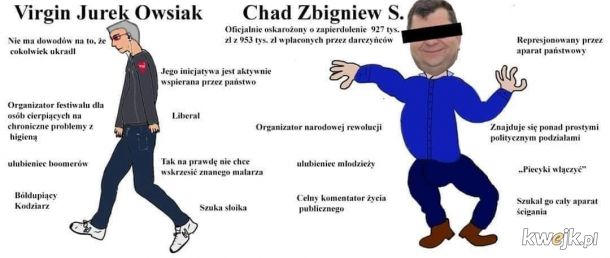 Virgin Jurek Owsiak
Nie ma dowodów na to, że
cokolwiek ukradł
Jego inicjatywa jest aktywnie
wspierana przez państwo
Organizator festiwalu dla
osób cierpiących na
chroniczne problemy z
higieną
Liberal
ulubieniec boomerów
Tak na prawdę nie chce
wskrzesić znanego malarza
Bóldupiący
Kodziarz
Szuka słoika
Chad Zbigniew S.
Oficjalnie oskarożony o zapierdolenie 927 tys.
zł z 953 tys. zł wpłaconych przez darczyńców
Represjonowany przez
aparat państwowy
Organizator narodowej rewolucji
Znajduje się ponad prostymi
politycznym podziałami
ulubieniec młodzieży
„Piecyki włączyć”
Celny komentator życia
publicznego
Szukał go cały aparat
ścigania
kwejk.pl